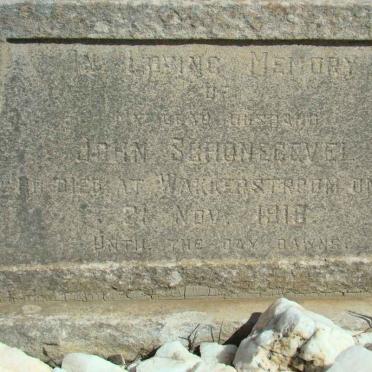 IN LOVING MEMORY
OF
MY DEAR HUSBAND
JOHN SCHONEGEVEL
WHO DIED AT WAKKERSTROOM ON
21 NOV. 1918
UNTIL THE DAY DAWNS